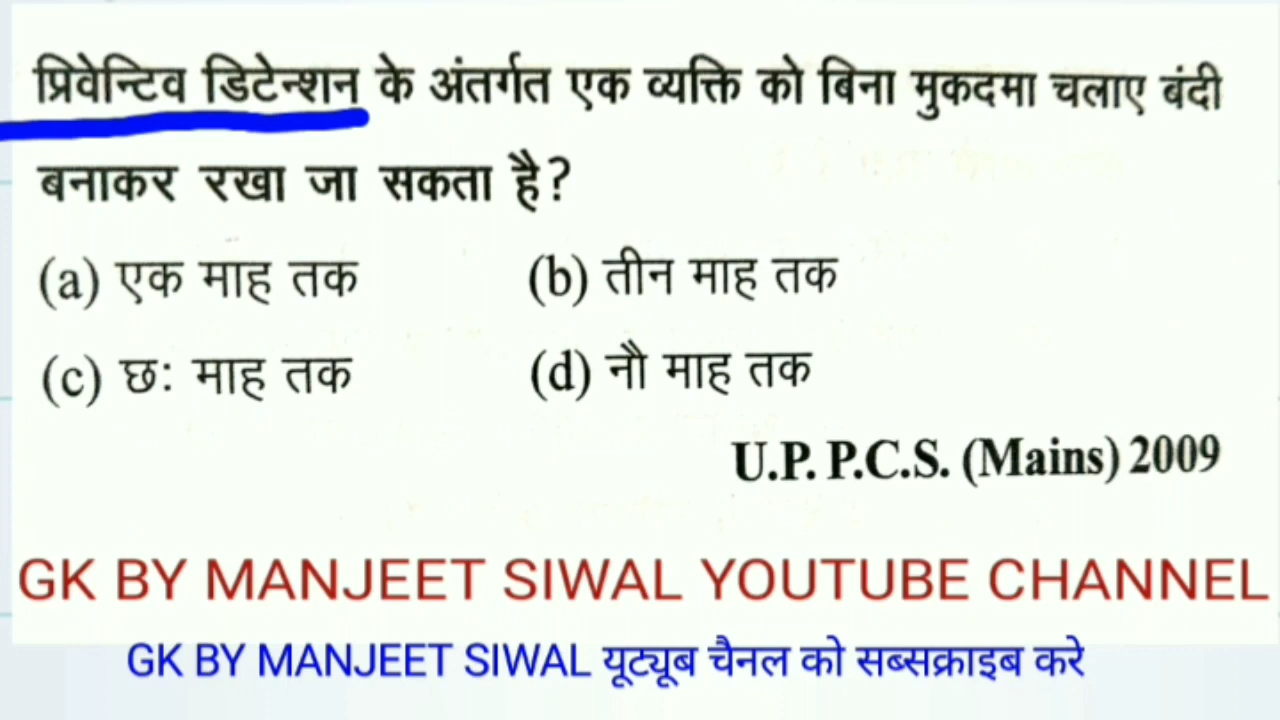 प्रिवेन्टिव डिटेन्शन के अंतर्गत एक व्यक्ति को बिना मुकदमा चलाए बंदी
बनाकर रखा जा सकता है?
(a) एक माह तक (b) तीन माह तक
(c) छः माह तक (d) नौ माह तक
U.P. P.C.S. (Mains) 2009
GK BY MANJEET SIWAL YOUTUBE CHANNEL
GK BY MANJEET SIWAL यूट्यूब चैनल को सब्सक्राइब करे